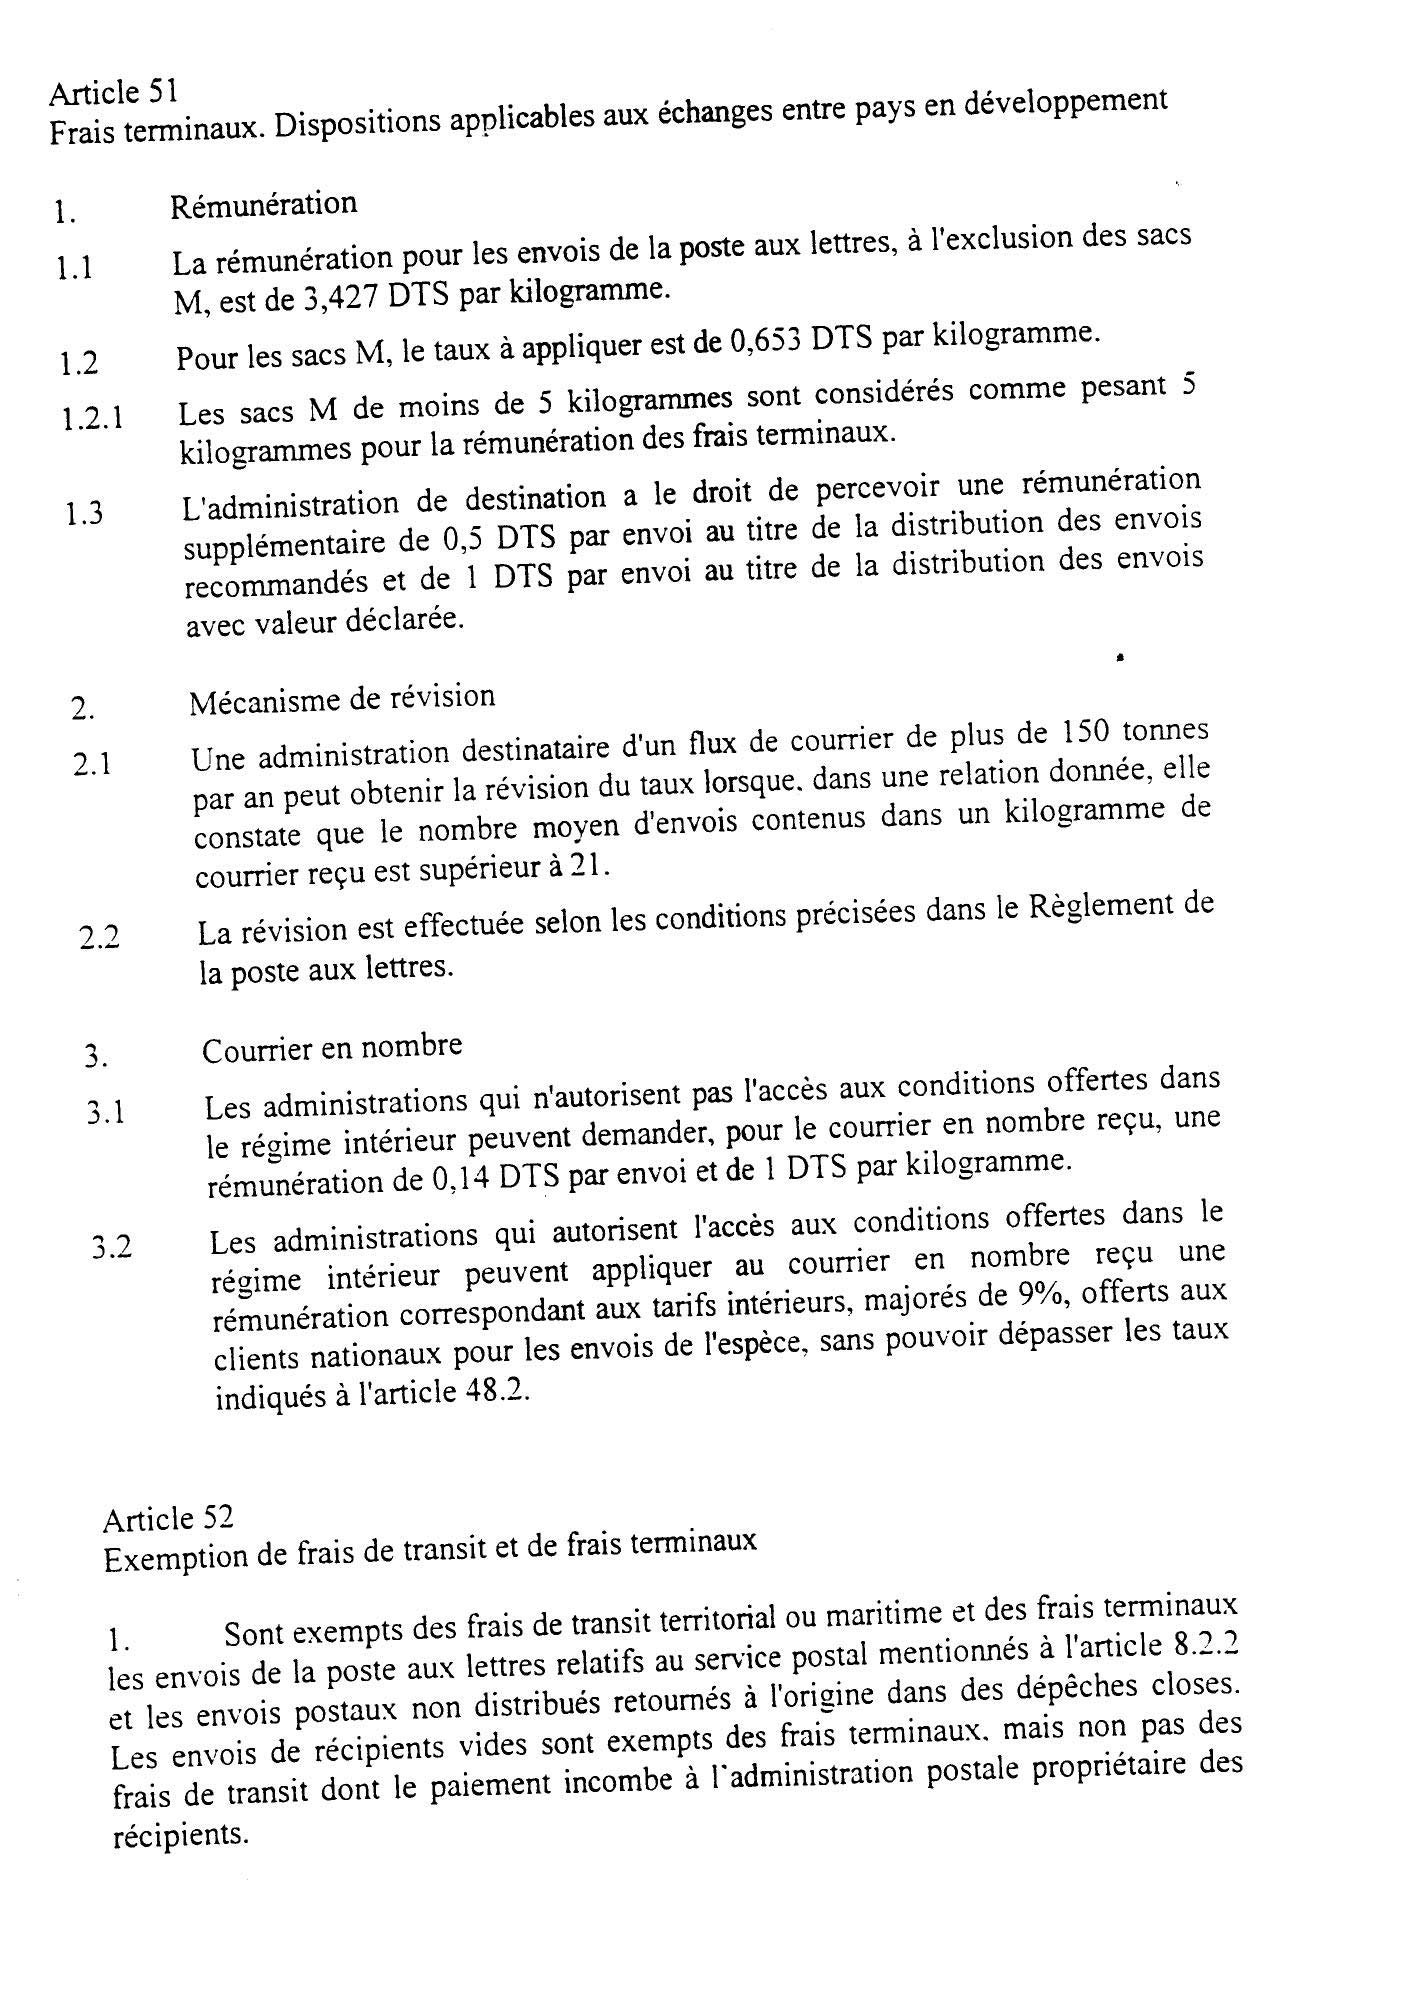 Article 51
Frais terminaux. Dispositions applicables aux échanges entre pays en développement
1. Rémunération
1.1 La rémunération pour les envois de la poste aux lettres, à l'exclusion des sacs
M, est de 3,427 DTS par kilogramme.
1.2 Pour les sacs M, le taux à appliquer est de 0,653 DTS par kilogramme.
1.2.1 Les sacs M de moins de 5 kilogrammes sont considérés comme pesant 5
kilogrammes pour la rémunération des frais terminaux.
1.3 L'administration de destination a le droit de percevoir une rémunération
supplémentaire de 0,5 DTS par envoi au titre de la distribution des envois
recommandés et de 1 DTS par envoi au titre de la distribution des envois
avec valeur déclarée.
2. Mécanisme de révision
2.1 Une administration destinataire d'un flux de courrier de plus de 150 tonnes
par an peut obtenir la révision du taux lorsque, dans une relation donnée, elle
constate que le nombre moyen d'envois contenus dans un kilogramme de
courrier reçu est supérieur à 21.
2.2 La révision est effectuée selon les conditions précisées dans le Règlement de
la poste aux lettres.
3. Courrier en nombre
3.1 Les administrations qui n'autorisent pas l'accès aux conditions offertes dans
le régime intérieur peuvent demander, pour le courrier en nombre reçu, une
rémunération de 0,14 DTS par envoi et de 1 DTS par kilogramme.
3.2 Les administrations qui autorisent l'accès aux conditions offertes dans le
régime intérieur peuvent appliquer au courrier en nombre reçu une
rémunération correspondant aux tarifs intérieurs, majorés de 9%, offerts aux
clients nationaux pour les envois de l'espèce, sans pouvoir dépasser les taux
indiqués à l'article 48.2.
Article 52
Exemption de frais de transit et de frais terminaux
1. Sont exempts des frais de transit territorial ou maritime et des frais terminaux
les envois de la poste aux lettres relatifs au service postal mentionnés à l'article 8.2.2
et les envois postaux non distribués retournés à l'origine dans des dépêches closes.
Les envois de récipients vides sont exempts des frais terminaux, mais non pas des
frais de transit dont le paiement incombe à l'administration postale propriétaire des
récipients.